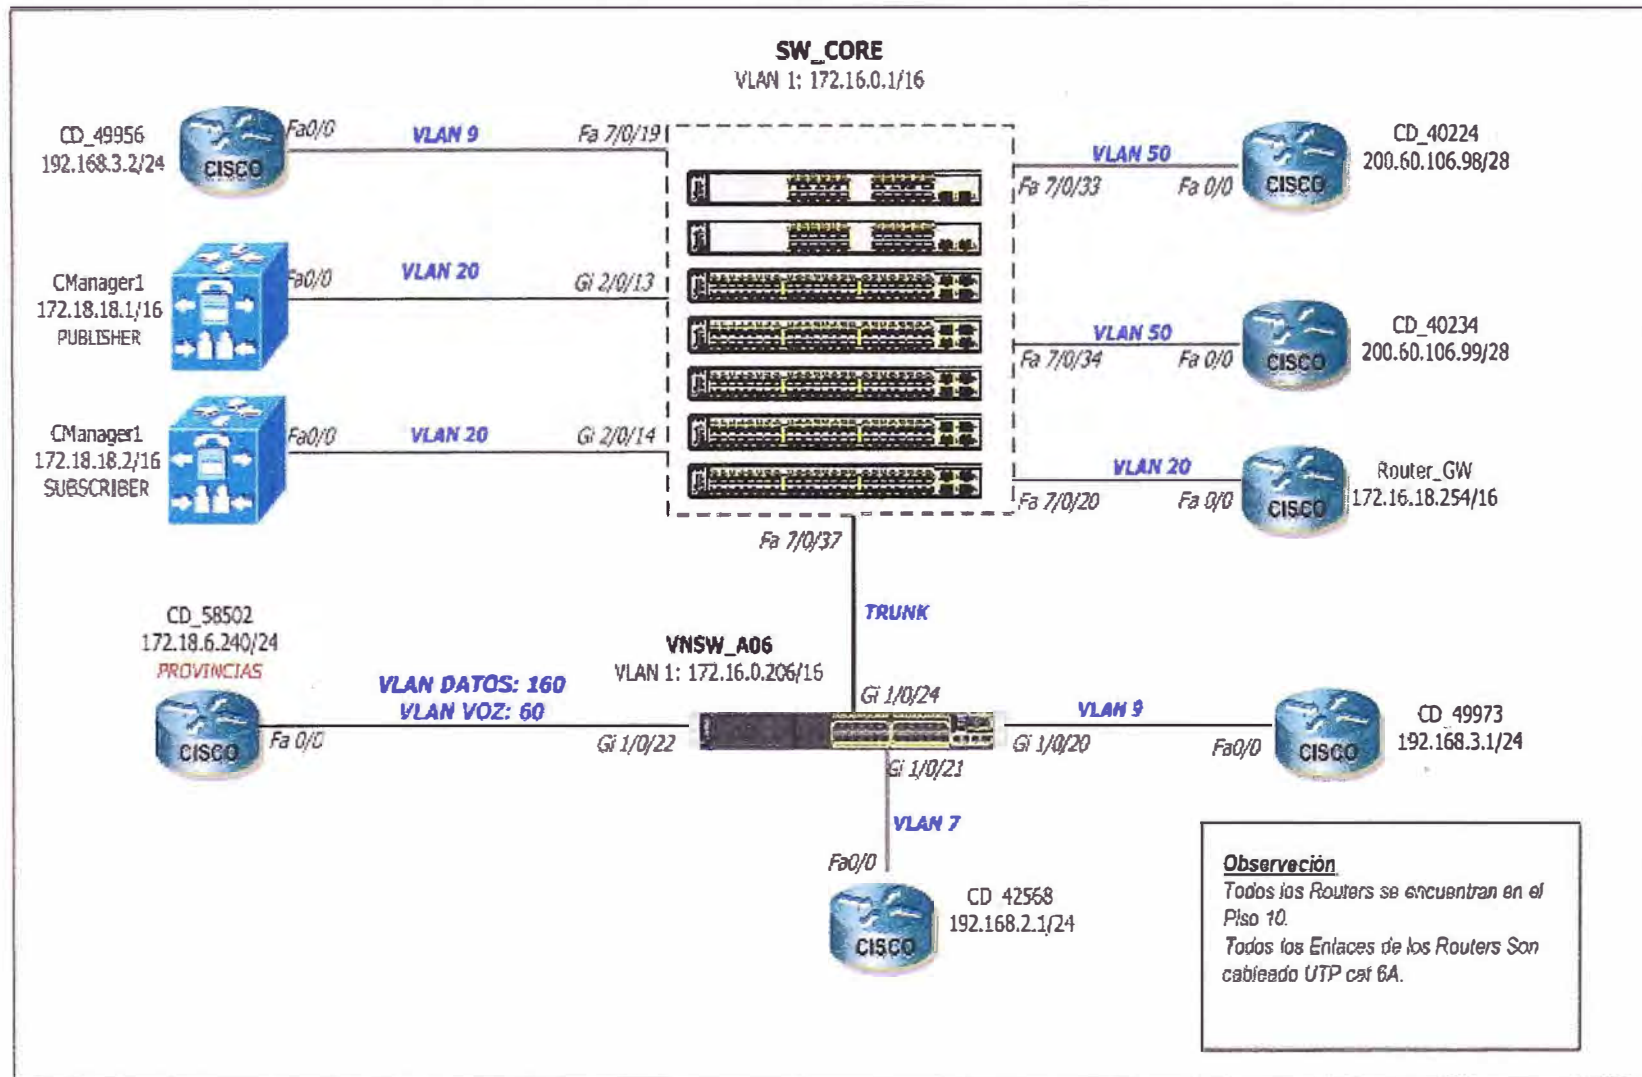 SW_CORE
VLAN 1: 172.16.0.1/16
CD_49956
192.168.3.2/24
CISCO
Fa0/0
VLAN 9
Fa 7/0/19
CManager1
172.18.18.1/16
PUBLISHER
Fa0/0
VLAN 20
Gi 2/0/13
CManager1
172.18.18.2/16
SUBSCRIBER
Fa0/0
VLAN 20
Gi 2/0/14
VLAN 50
Fa 7/0/33
Fa 0/0
CISCO
CD_40224
200.60.106.98/28
VLAN 50
Fa 7/0/34
Fa 0/0
CISCO
CD_40234
200.60.106.99/28
VLAN 20
Fa 7/0/20
Fa 0/0
CISCO
Router_GW
172.16.18.254/16
Fa 7/0/37
TRUNK
CD_58502
172.18.6.240/24
PROVINCIAS
CISCO
Fa 0/0
VLAN DATOS: 160
VLAN VOZ: 60
Gi 1/0/22
VNSW_A06
VLAN 1: 172.16.0.206/16
Gi 1/0/24
Gi 1/0/20
VLAN 9
Fa0/0
CISCO
CD_49973
192.168.3.1/24
Gi 1/0/21
VLAN 7
Fa0/0
CISCO
CD_42568
192.168.2.1/24
Observeción
Todos los Routers se encuentran en el
Piso 10.
Todos los Enlaces de los Routers Son
cableado UTP cat 6A.